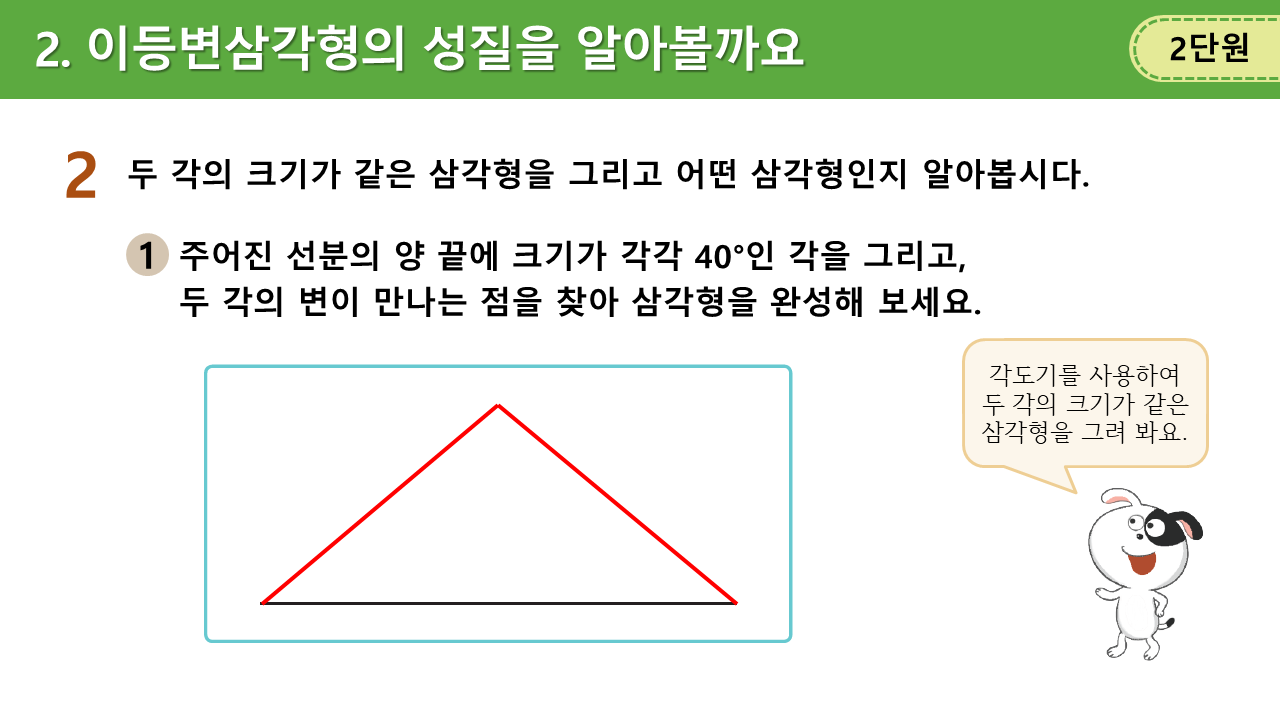 2. 이등변삼각형의 성질을 알아볼까요
2단원
2 두 각의 크기가 같은 삼각형을 그리고 어떤 삼각형인지 알아봅시다.
1 주어진 선분의 양 끝에 크기가 각각 40°인 각을 그리고,
두 각의 변이 만나는 점을 찾아 삼각형을 완성해 보세요.
각도기를 사용하여
두 각의 크기가 같은
삼각형을 그려 봐요.